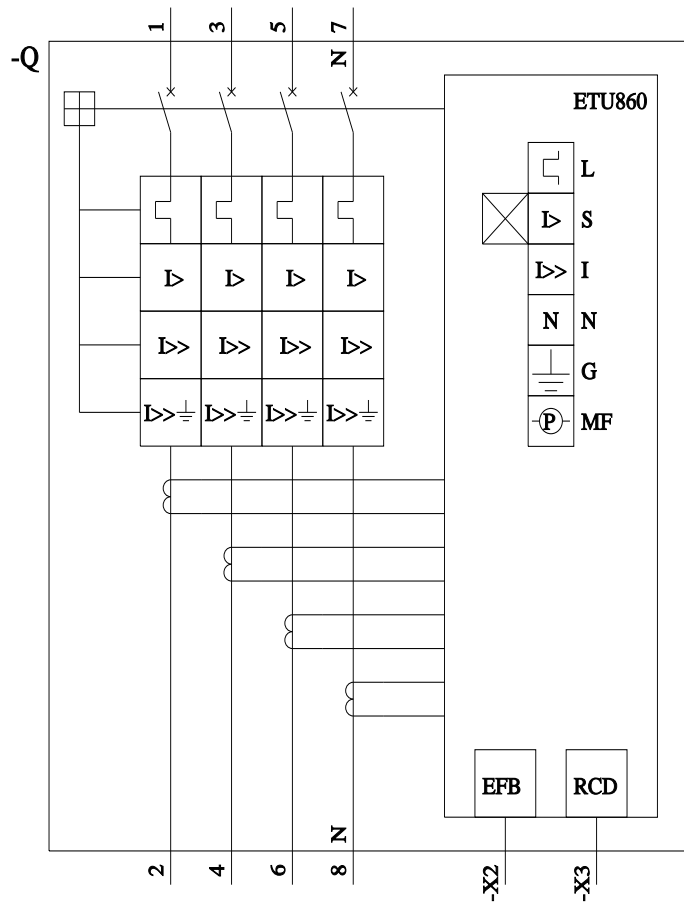 1 3 5 7
-Q N
ETU860
L
I> S
I> I> I> I> I>> I
I>> I>> I>> I>> N N
G
I>> I>> I>> I>> P MF
EFB RCD
N
2 4 6 8 -X2 -X3